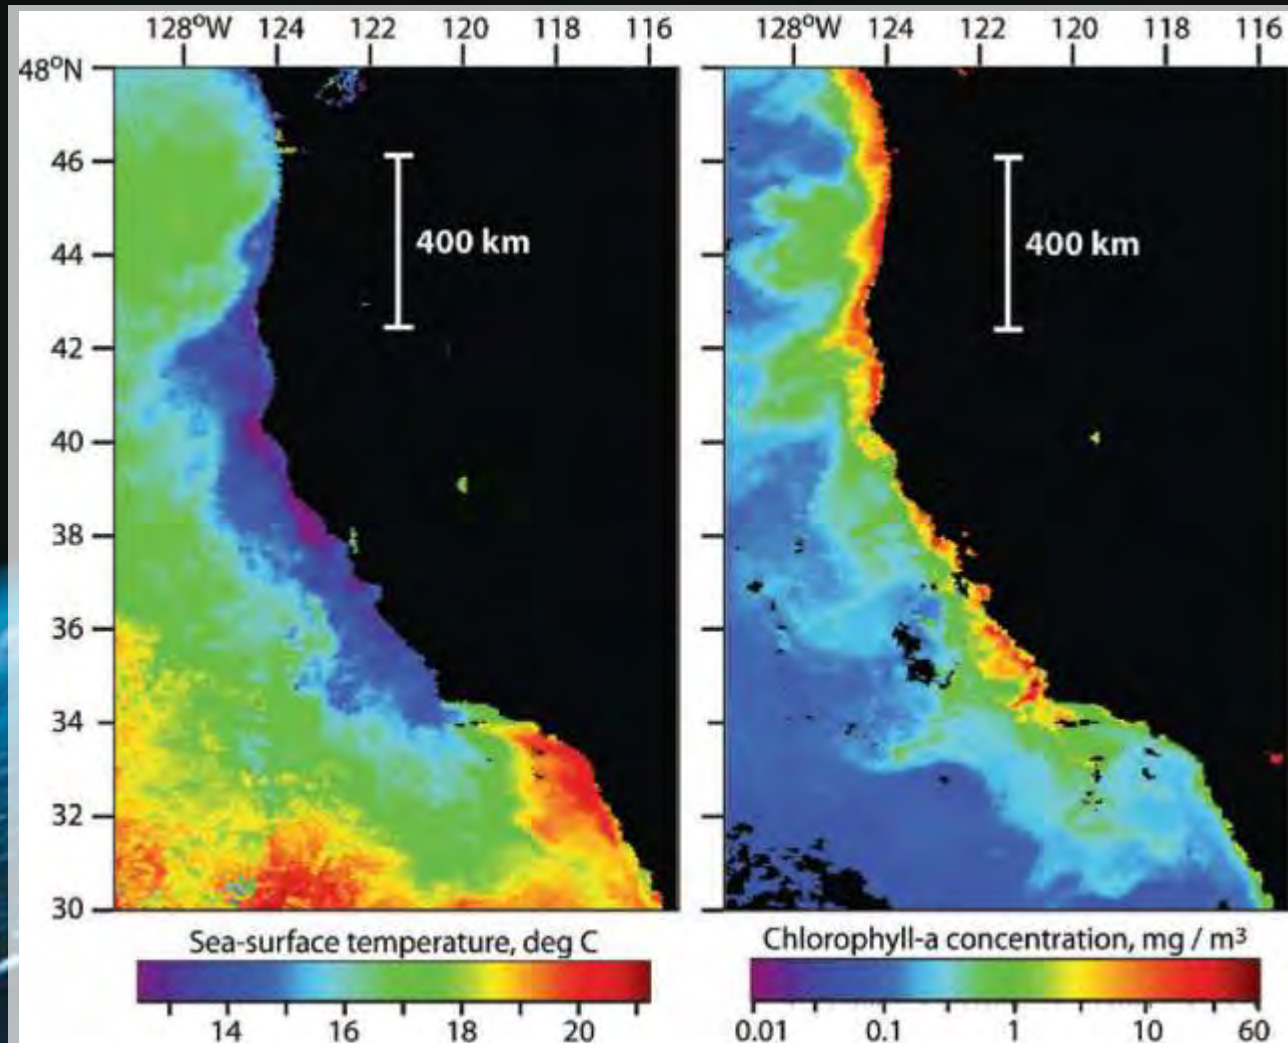 128°W 124 122 120 118 116
128°W 124 122 120 118 116
48°N
46
44
42
40
38
36
34
32
30
400 km
400 km
Sea-surface temperature, deg C
14 16 18 20
Chlorophyll-a concentration, mg / m³
0.01 0.1 1 10 60